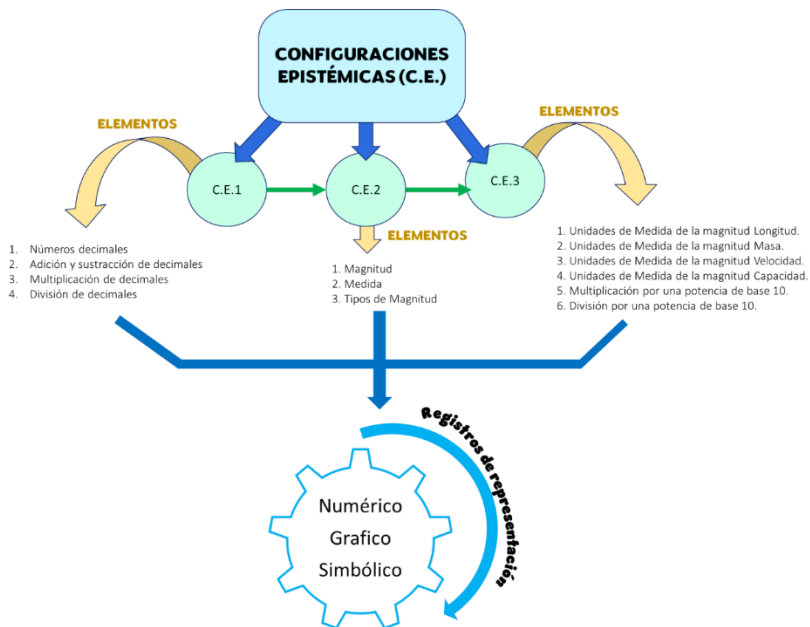 CONFIGURACIONES
EPISTÉMICAS (C.E.)
ELEMENTOS
ELEMENTOS
C.E.1
C.E.2
C.E.3
ELEMENTOS
1. Números decimales
2. Adición y sustracción de decimales
3. Multiplicación de decimales
4. División de decimales
1. Magnitud
2. Medida
3. Tipos de Magnitud
1. Unidades de Medida de la magnitud Longitud.
2. Unidades de Medida de la magnitud Masa.
3. Unidades de Medida de la magnitud Velocidad.
4. Unidades de Medida de la magnitud Capacidad.
5. Multiplicación por una potencia de base 10.
6. División por una potencia de base 10.
Registros de representación
Numérico
Grafico
Simbólico